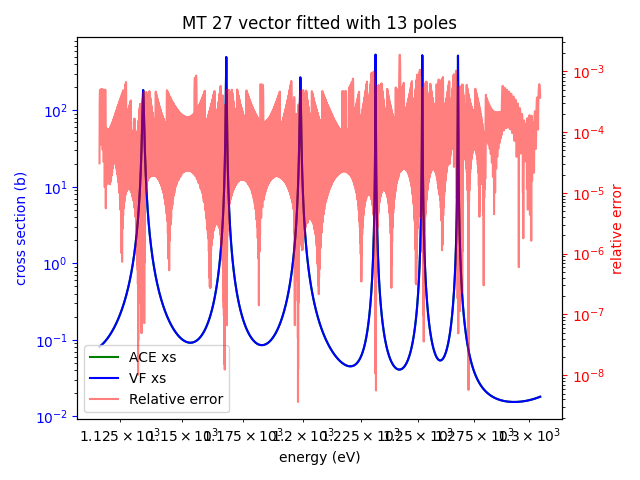 MT 27 vector fitted with 13 poles
cross section (b)
10²
10¹
10⁰
10⁻¹
10⁻²
10⁻³
10⁻⁴
10⁻⁵
10⁻⁶
10⁻⁷
10⁻⁸
relative error
ACE xs
VF xs
Relative error
1.125 × 10³ 1.15 × 10³ 1.175 × 10³ 1.2 × 10³ 1.225 × 10³ 1.25 × 10³ 1.275 × 10³ 1.3 × 10³
energy (eV)